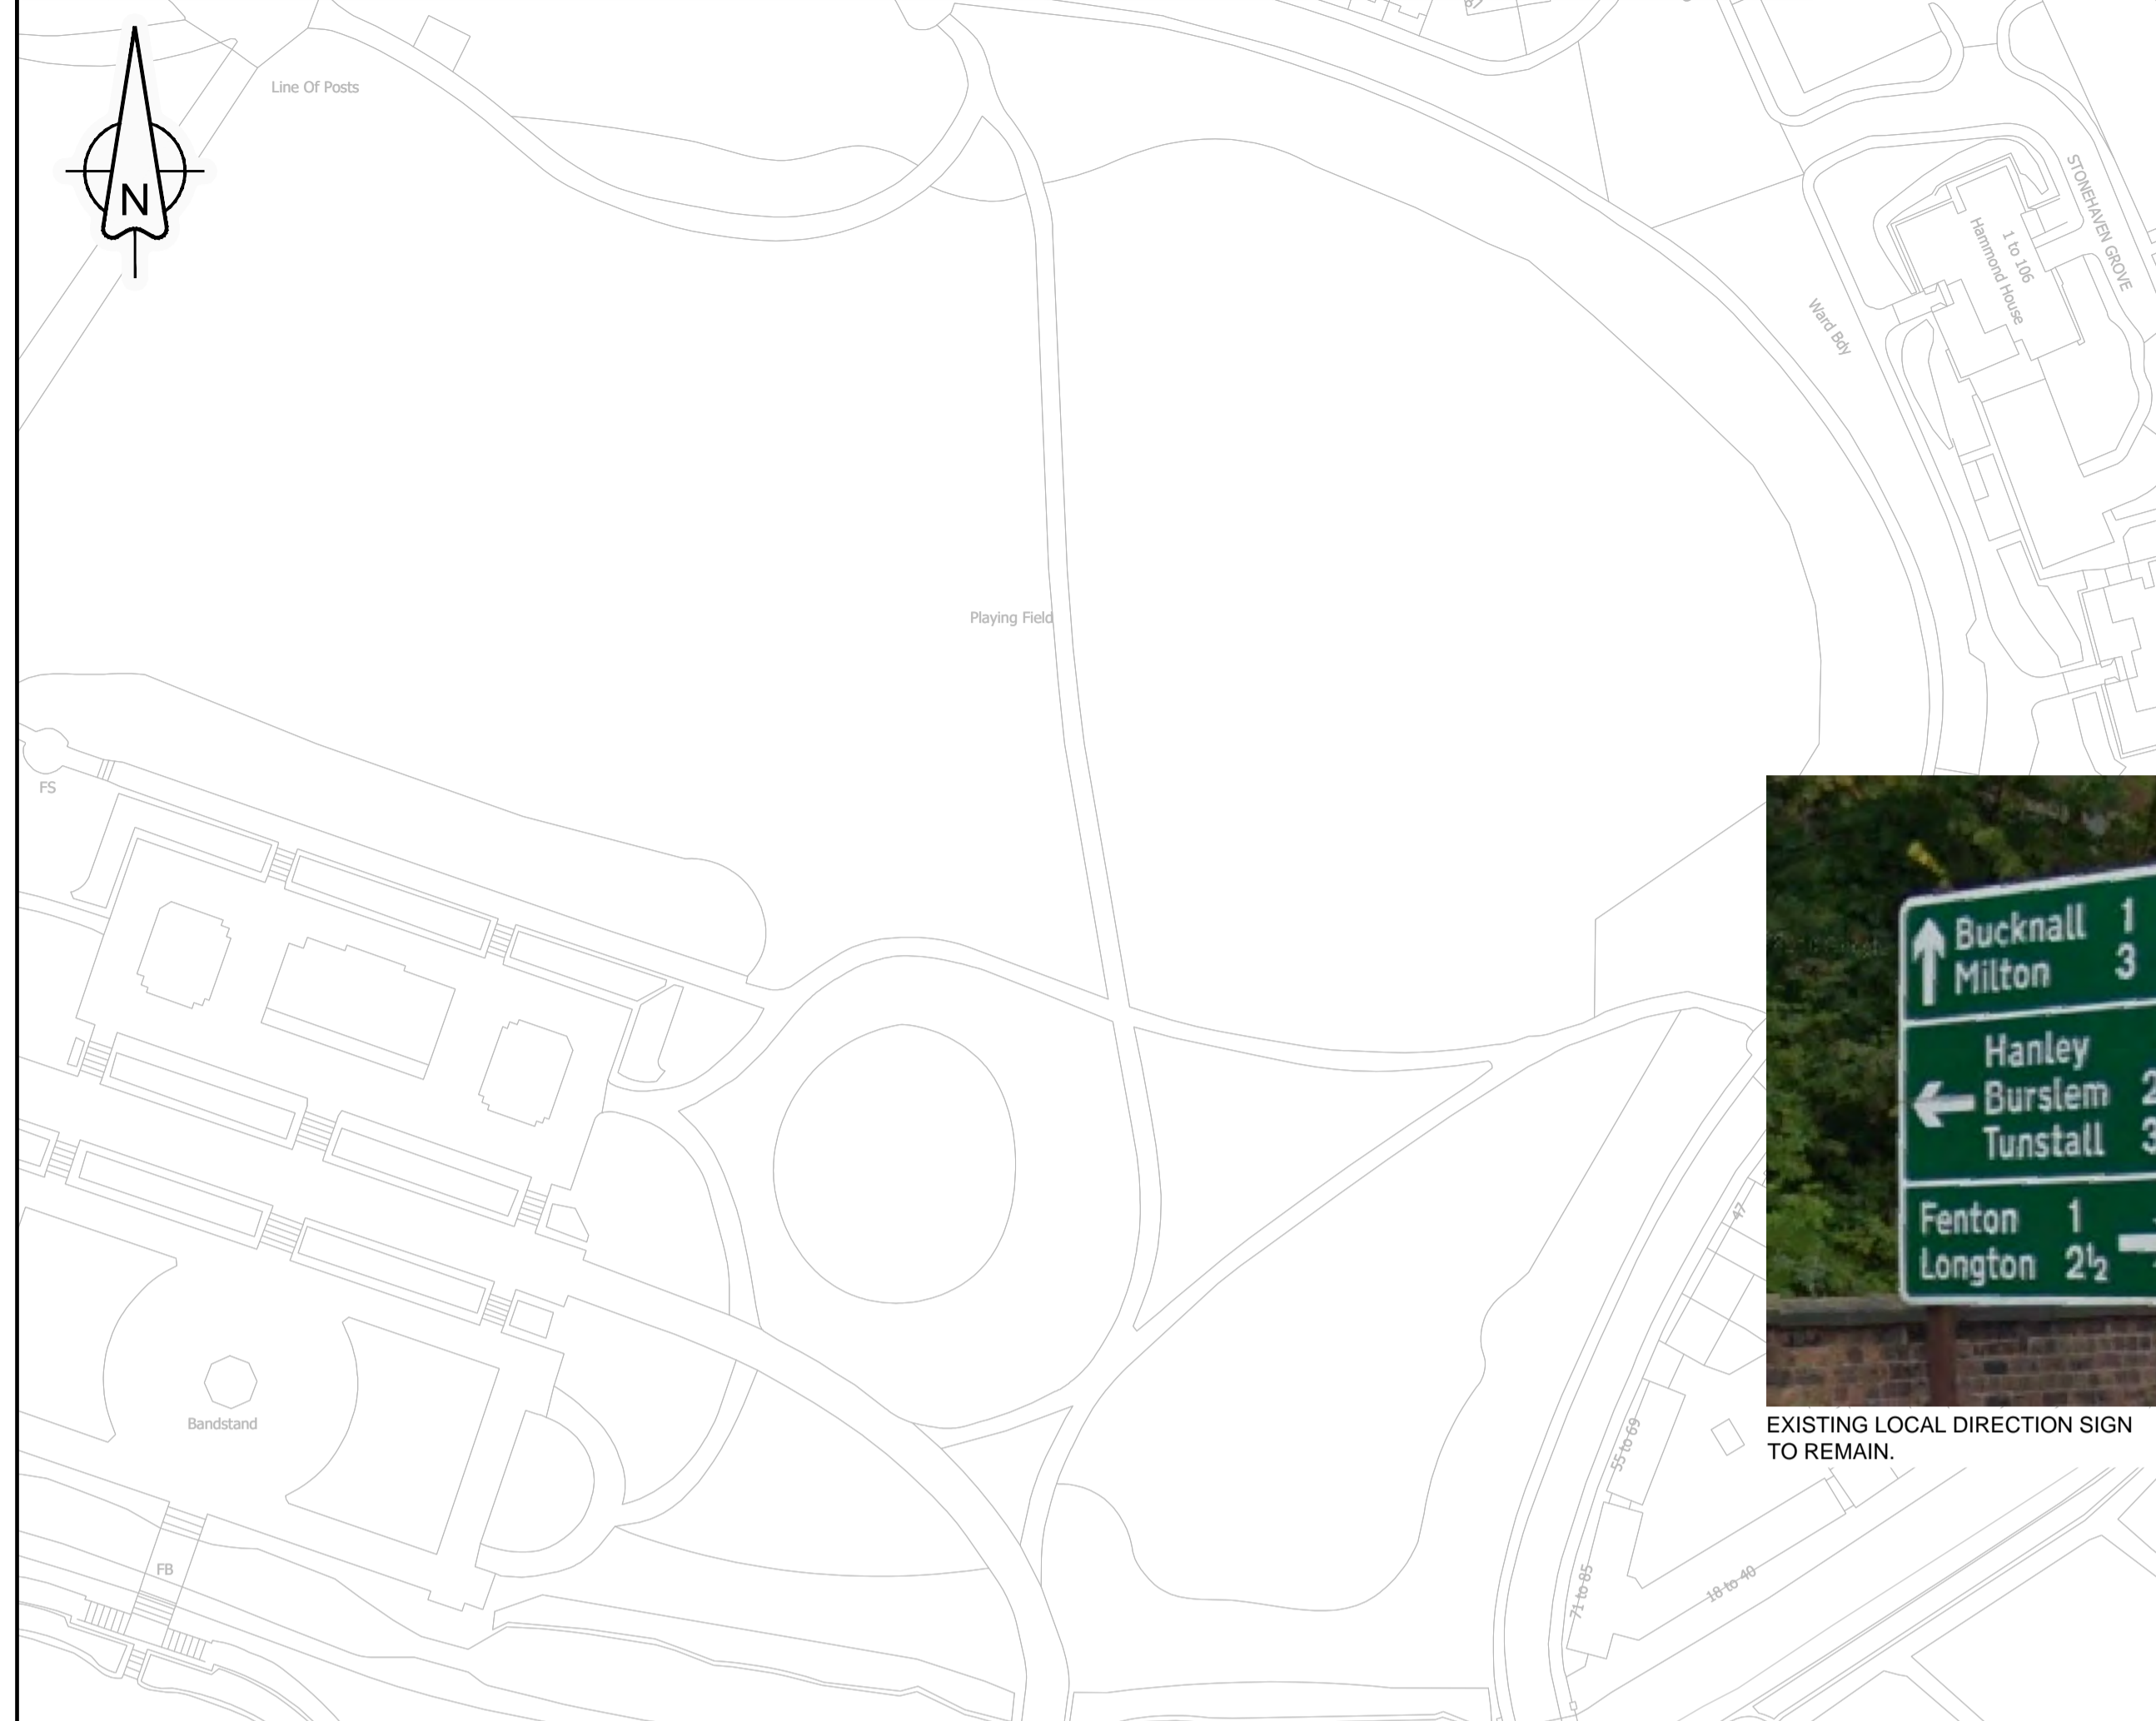 Line Of Posts
N
STONEHAVEN GROVE
1 to 106
Hammond House
Ward Bdy
Playing Field
FS
Bucknall 1
Milton 3
Hanley
Burslem 2
Tunstall 3
Fenton 1
Longton 2½
47
EXISTING LOCAL DIRECTION SIGN
TO REMAIN.
Bandstand
55 to 69
FB
71 to 85
18 to 40